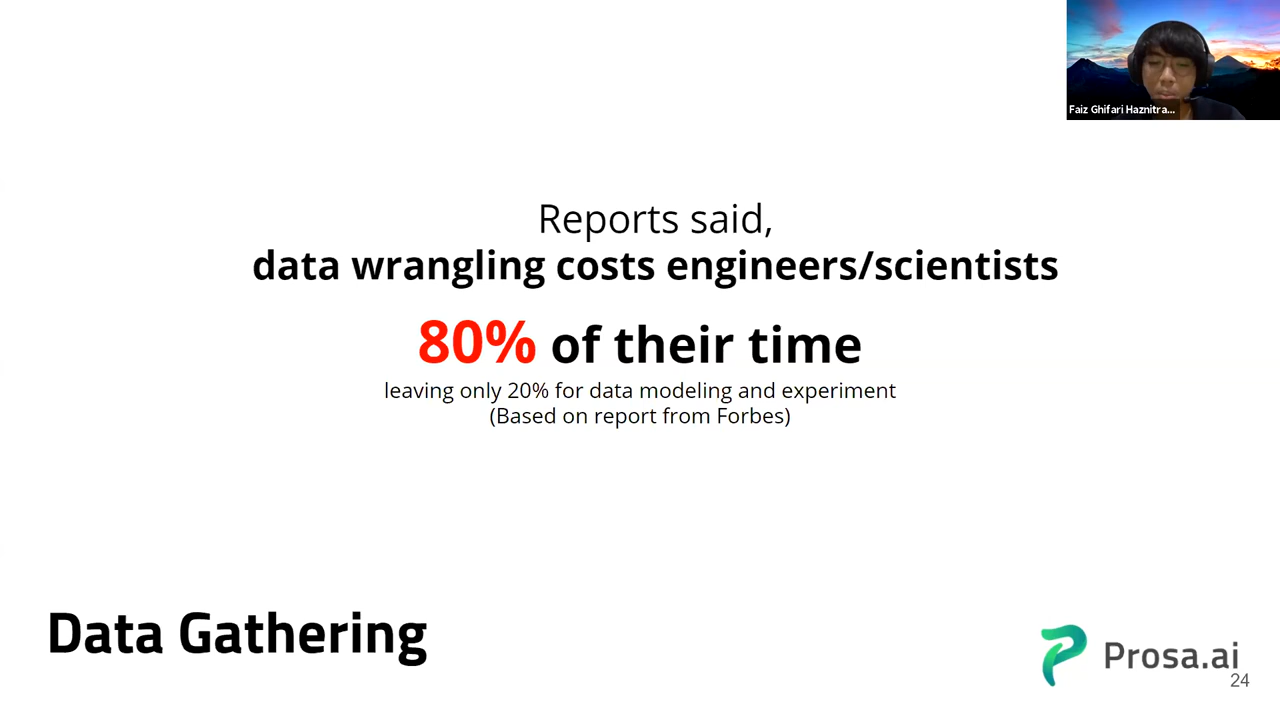 Faiz Ghifari Haznitra...
Reports said,
data wrangling costs engineers/scientists
80% of their time
leaving only 20% for data modeling and experiment
(Based on report from Forbes)
Data Gathering
Prosa.ai
24